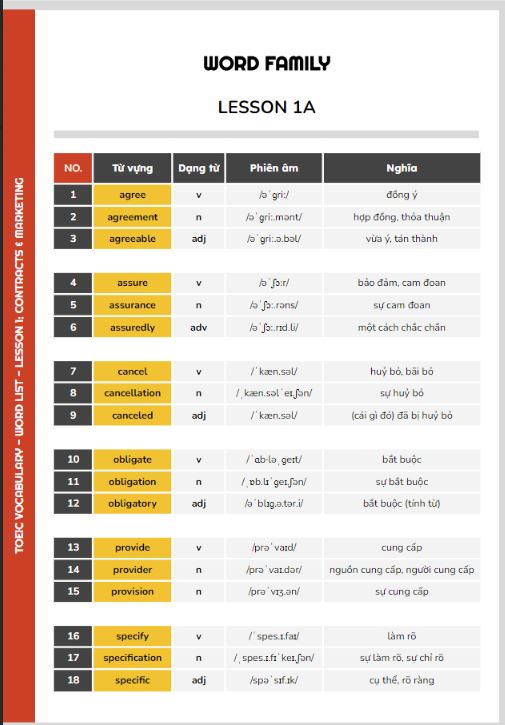 WORD FAMILY
LESSON 1A
TOEIC VOCABULARY – WORD LIST – LESSON 1: CONTRACTS & MARKETING
NO. Từ vựng Dạng từ Phiên âm Nghĩa
1 agree v /əˈgriː/ đồng ý
2 agreement n /əˈgriː.mənt/ hợp đồng, thỏa thuận
3 agreeable adj /əˈgriː.ə.bəl/ vừa ý, tán thành
4 assure v /əˈʃɔːr/ bảo đảm, cam đoan
5 assurance n /əˈʃɔː.rəns/ sự cam đoan
6 assuredly adv /əˈʃɔː.rɪd.li/ một cách chắc chắn
7 cancel v /ˈkæn.səl/ huỷ bỏ, bãi bỏ
8 cancellation n /ˌkæn.səlˈeɪ.ʃən/ sự huỷ bỏ
9 canceled adj /ˈkæn.səl/ (cái gì đó) đã bị huỷ bỏ
10 obligate v /ˈɑb·ləˌgeɪt/ bắt buộc
11 obligation n /ˌɒb.lɪˈgeɪ.ʃən/ sự bắt buộc
12 obligatory adj /əˈblɪg.ə.tər.i/ bắt buộc (tính từ)
13 provide v /prəˈvaɪd/ cung cấp
14 provider n /prəˈvaɪ.dər/ nguồn cung cấp, người cung cấp
15 provision n /prəˈvɪʒ.ən/ sự cung cấp
16 specify v /ˈspes.ɪ.faɪ/ làm rõ
17 specification n /ˌspes.ɪ.fɪˈkeɪ.ʃən/ sự làm rõ, sự chỉ rõ
18 specific adj /spəˈsɪf.ɪk/ cụ thể, rõ ràng